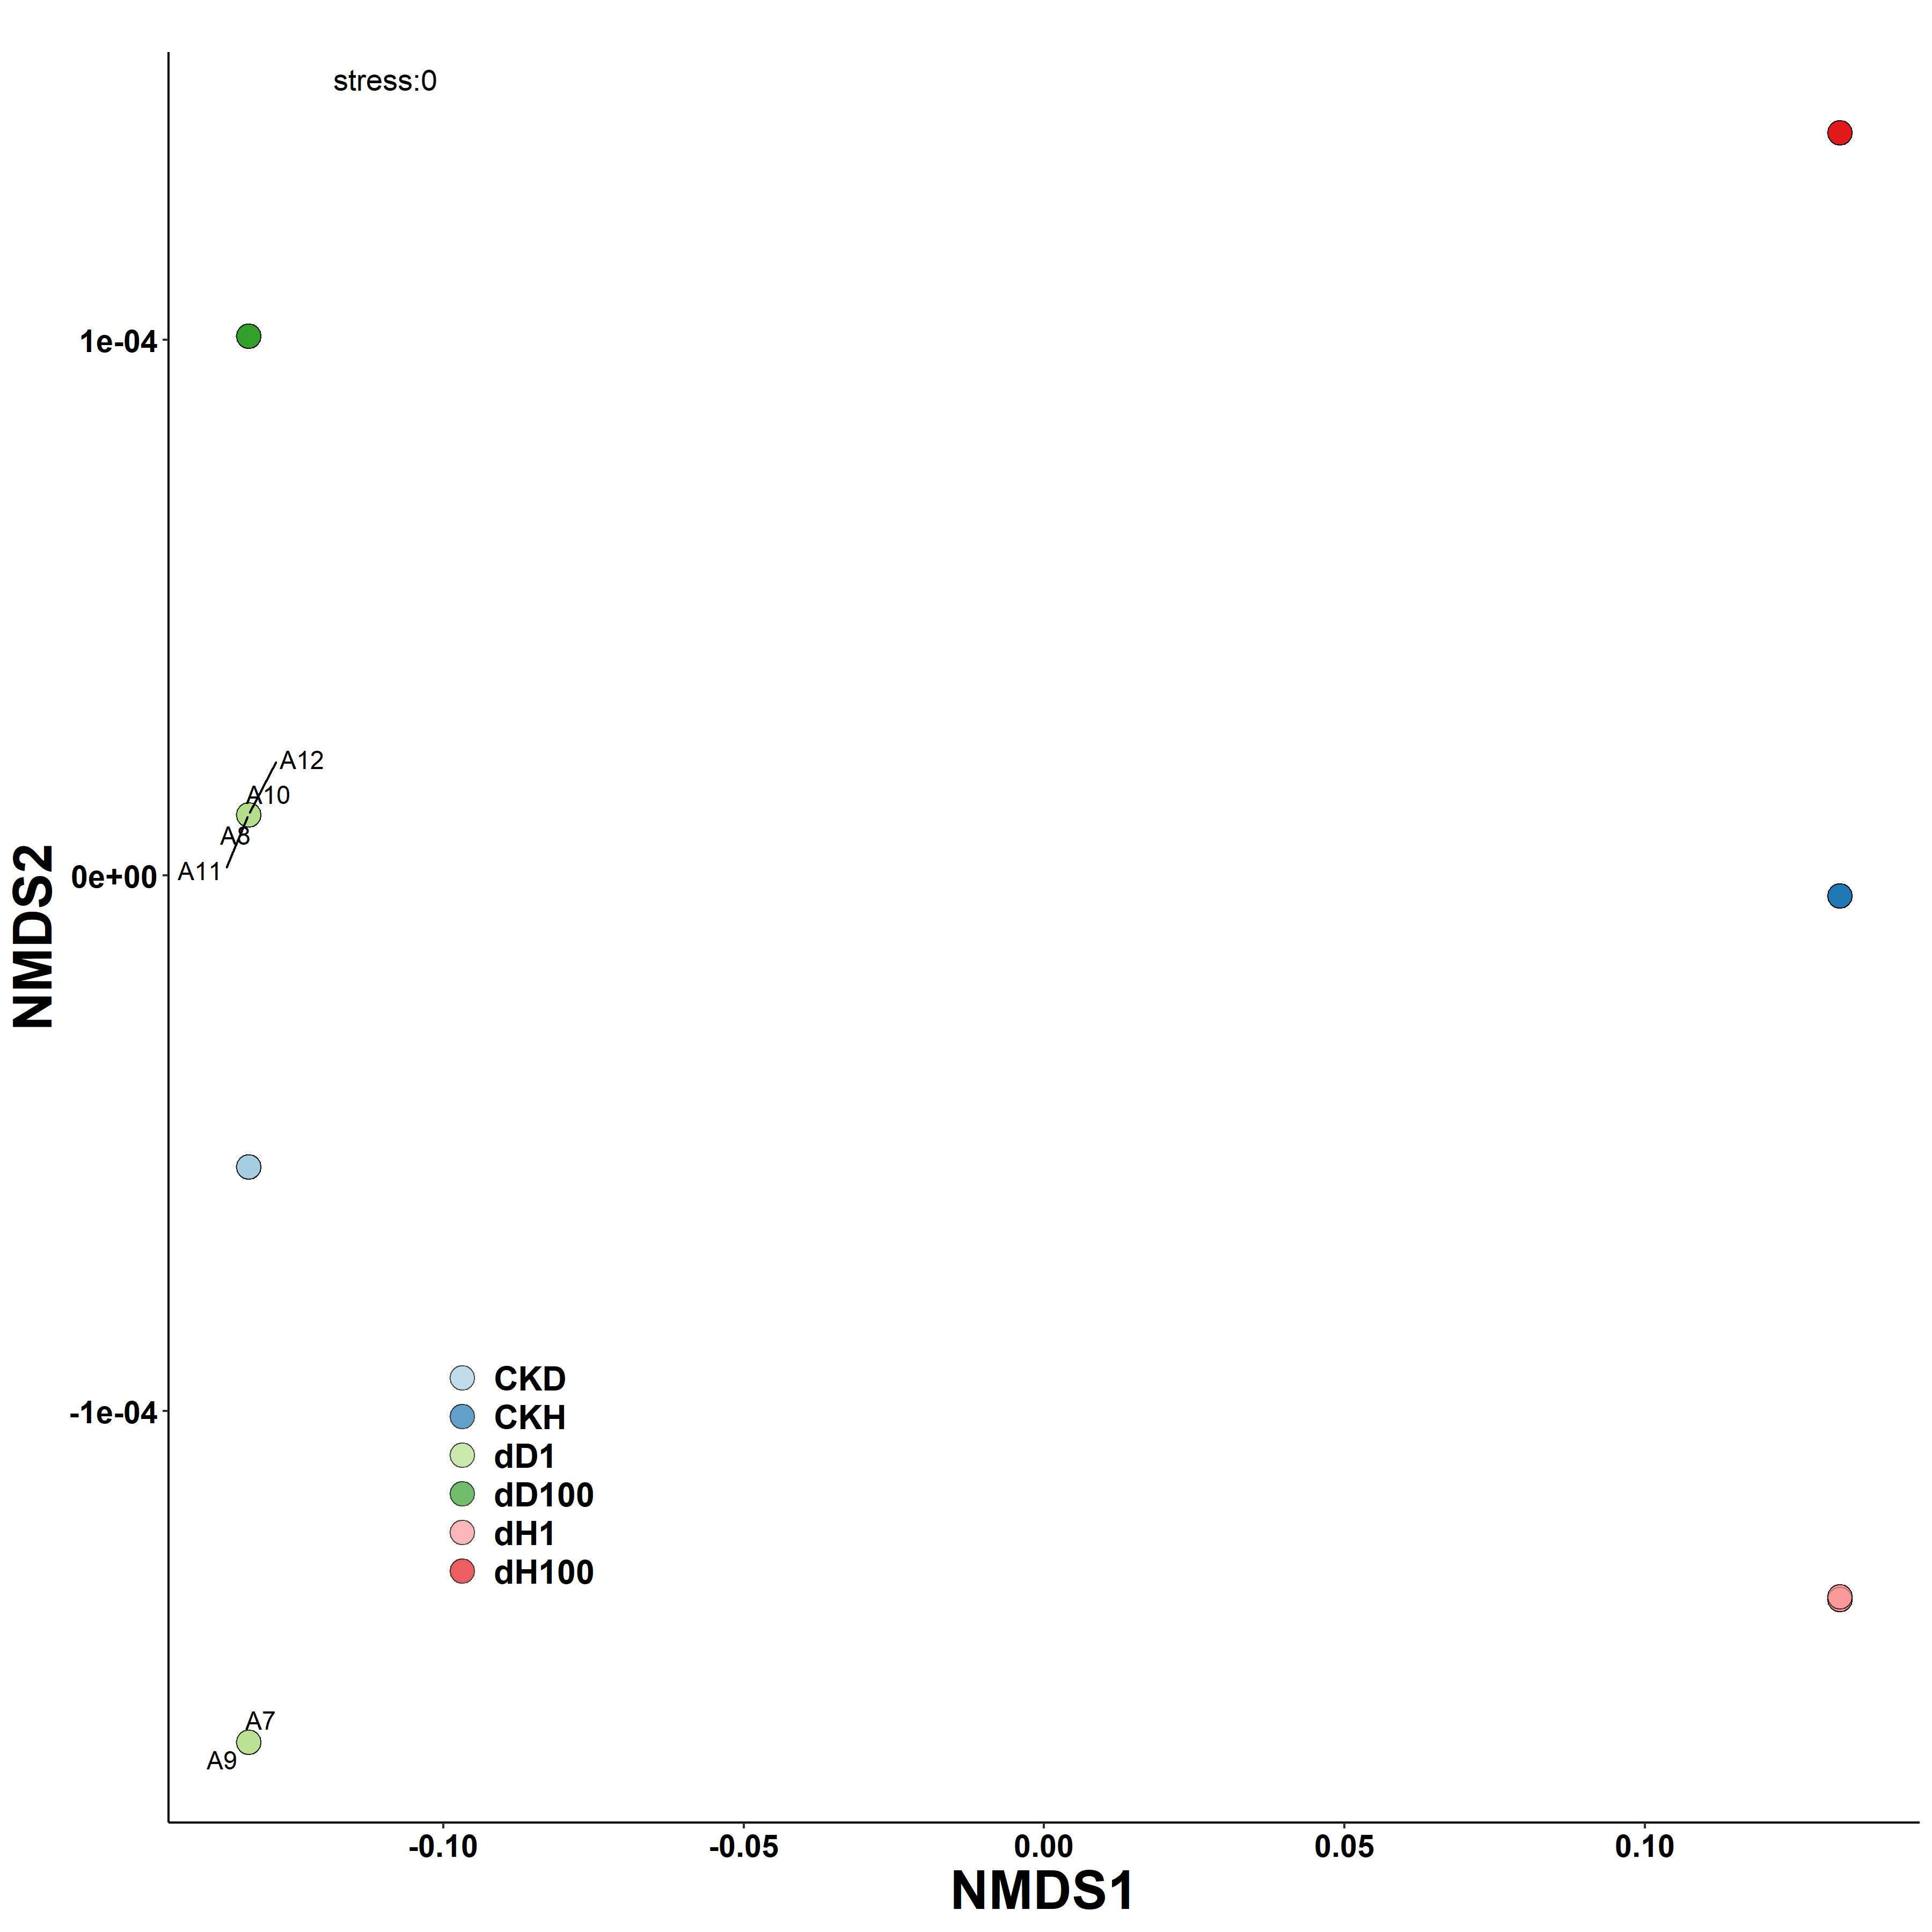 stress:0
1e-04
A12
A10
A8
A11
0e+00
NMDS2
CKD
-1e-04
CKH
dD1
dD100
dH1
dH100
A7
A9
-0.10
-0.05
0.00
0.05
0.10
NMDS1